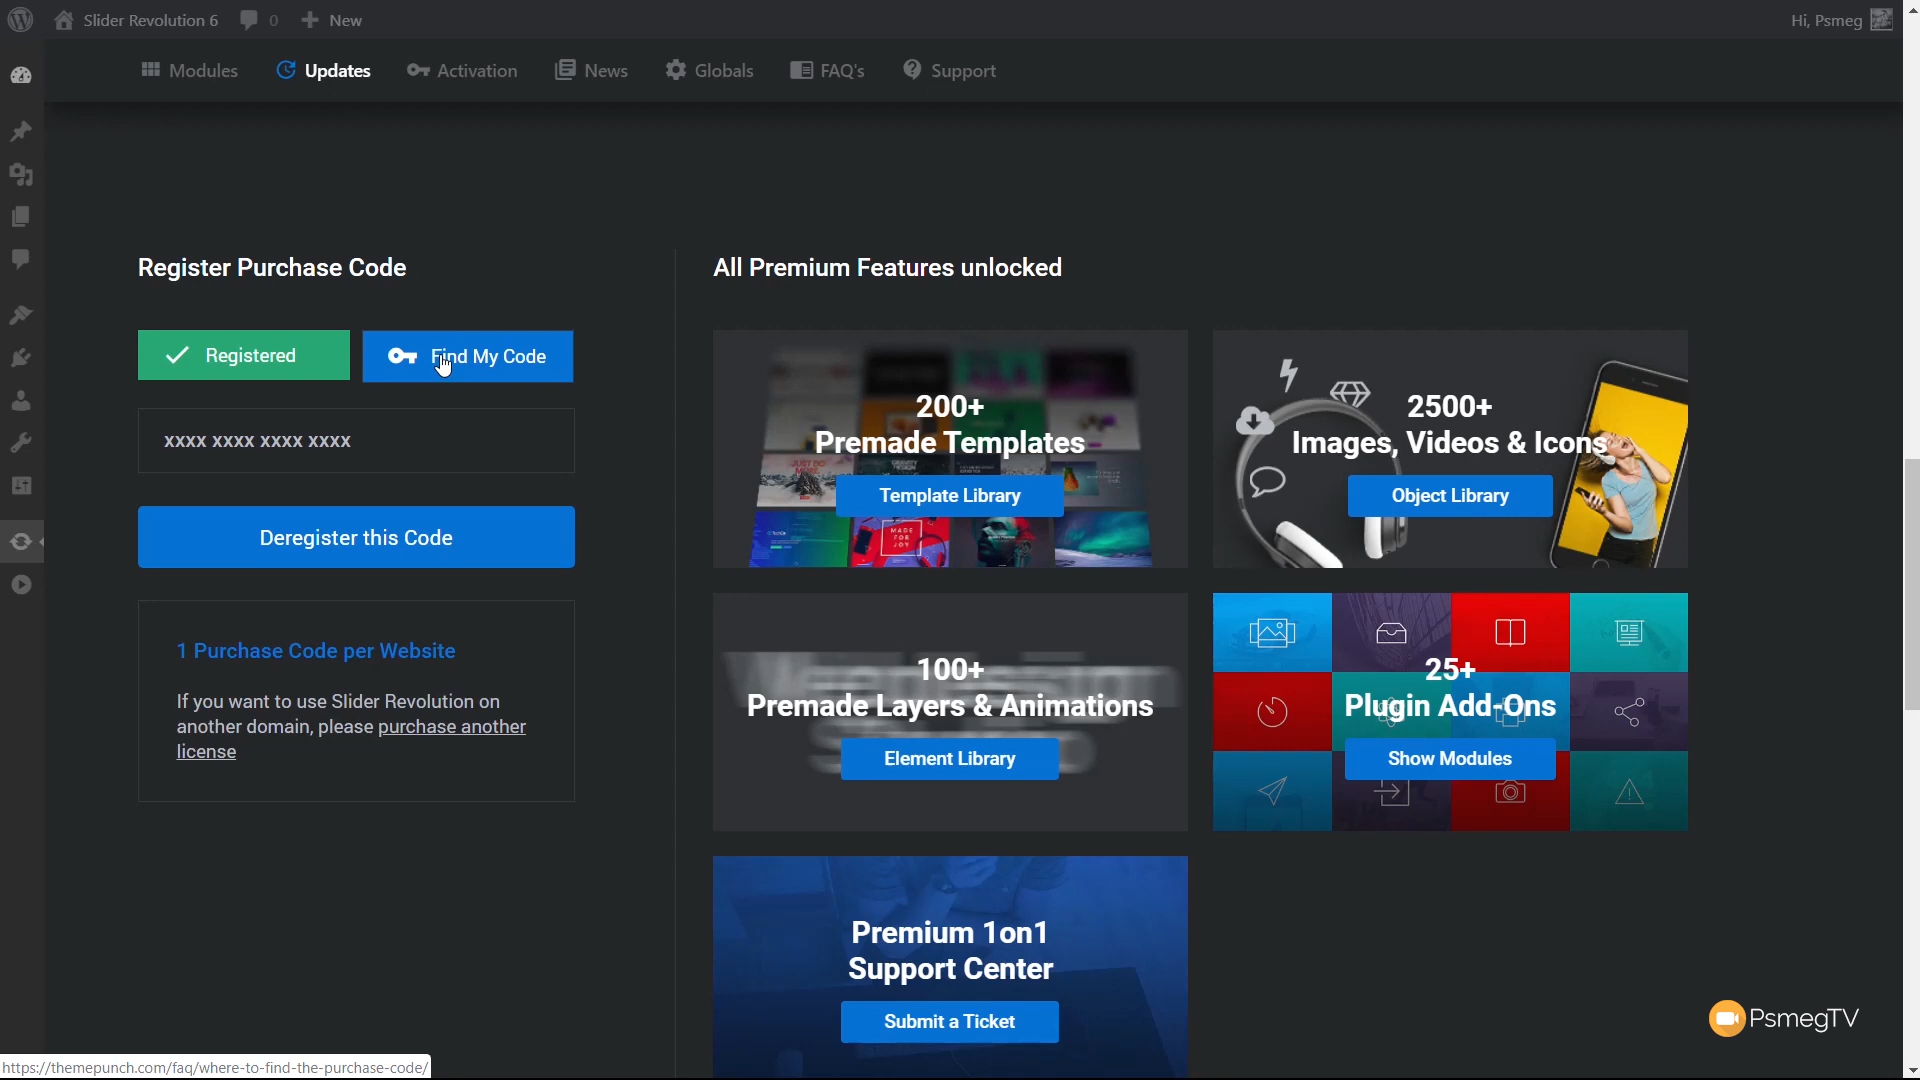 Slider Revolution 6
0
New
Hi, Psmeg
Modules
Updates
Activation
News
Globals
FAQ's
Support
Register Purchase Code
All Premium Features unlocked
Registered
Find My Code
xxxx xxxx xxxx xxxx
Deregister this Code
1 Purchase Code per Website
If you want to use Slider Revolution on
another domain, please purchase another
license
200+
Premade Templates
Template Library
MADE
FOR
JOY
2500+
Images, Videos & Icons
Object Library
100+
Premade Layers & Animations
Element Library
25+
Plugin Add-Ons
Show Modules
Premium 1on1
Support Center
Submit a Ticket
PsmegTV
https://themepunch.com/faq/where-to-find-the-purchase-code/